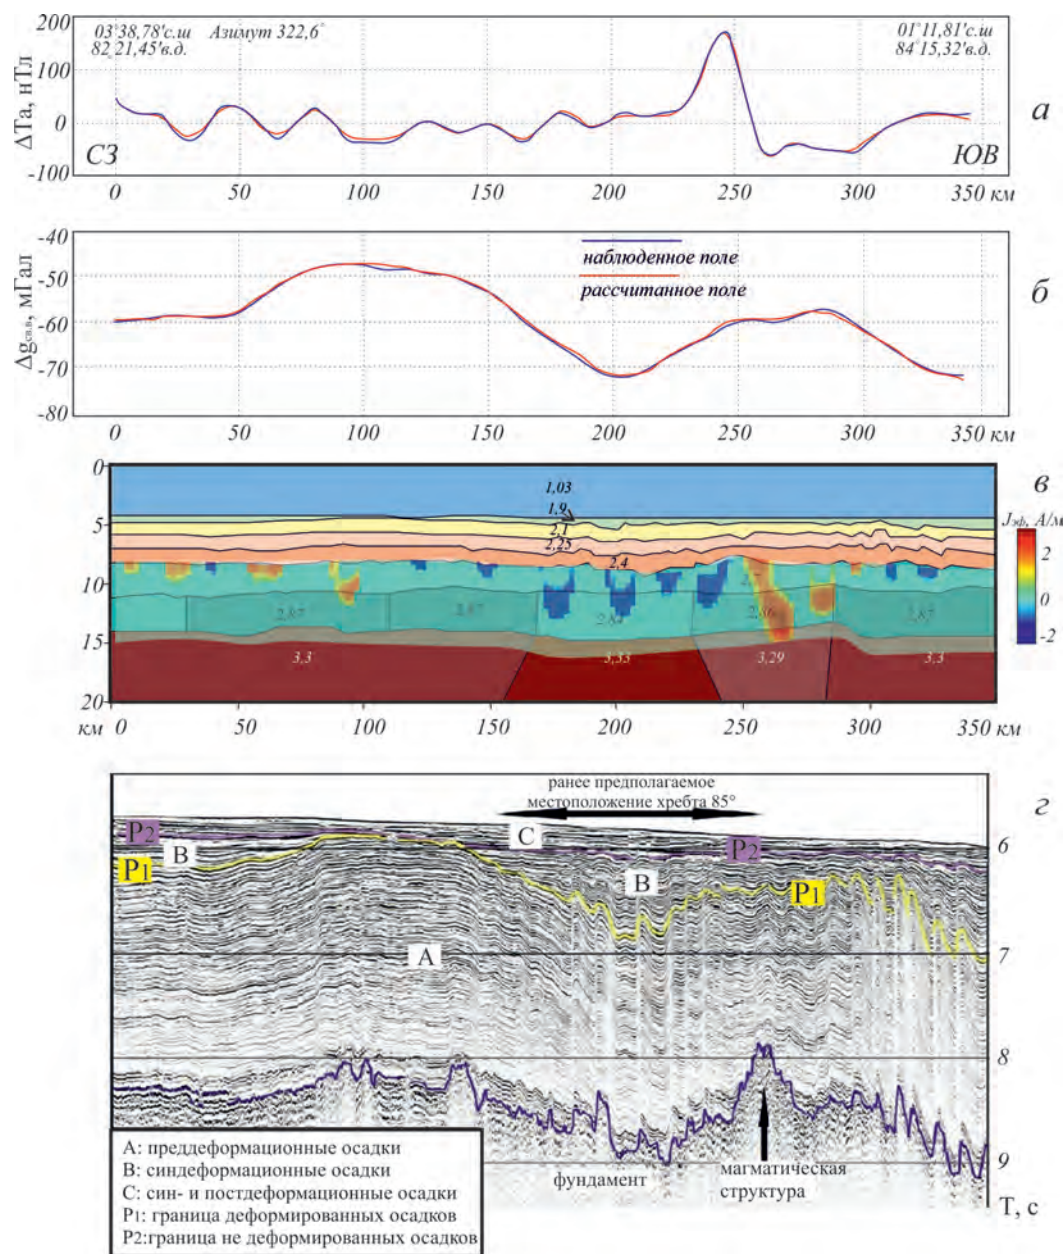 200
100
0
-100
ΔTa, нТл
03°38,78'с.ш Азимут 322,6°
82°21,45'в.д.
01°11,81'с.ш
84°15,32'в.д.
а
СЗ
ЮВ
0 50 100 150 200 250 300 350 км
-40
-50
-60
-70
-80
Δgсв.в, мГал
наблюденное поле
рассчитанное поле
б
0 50 100 150 200 250 300 350 км
0
5
10
15
20
км
1,03
1,9
2,1
2,25
2,4
2,87 2,87 2,84 2,86 2,87
3,3 3,33 3,29 3,3
в
Jэф, А/м
2
0
-2
0 50 100 150 200 250 300 350 км
ранее предполагаемое
местоположение хребта 85°
г
P2
B
P1
C
P2
B
P1
A
6
7
8
9
T, с
фундамент
магматическая
структура
A: преддеформационные осадки
B: синдеформационные осадки
C: син- и постдеформационные осадки
P1: граница деформированных осадков
P2:граница не деформированных осадков